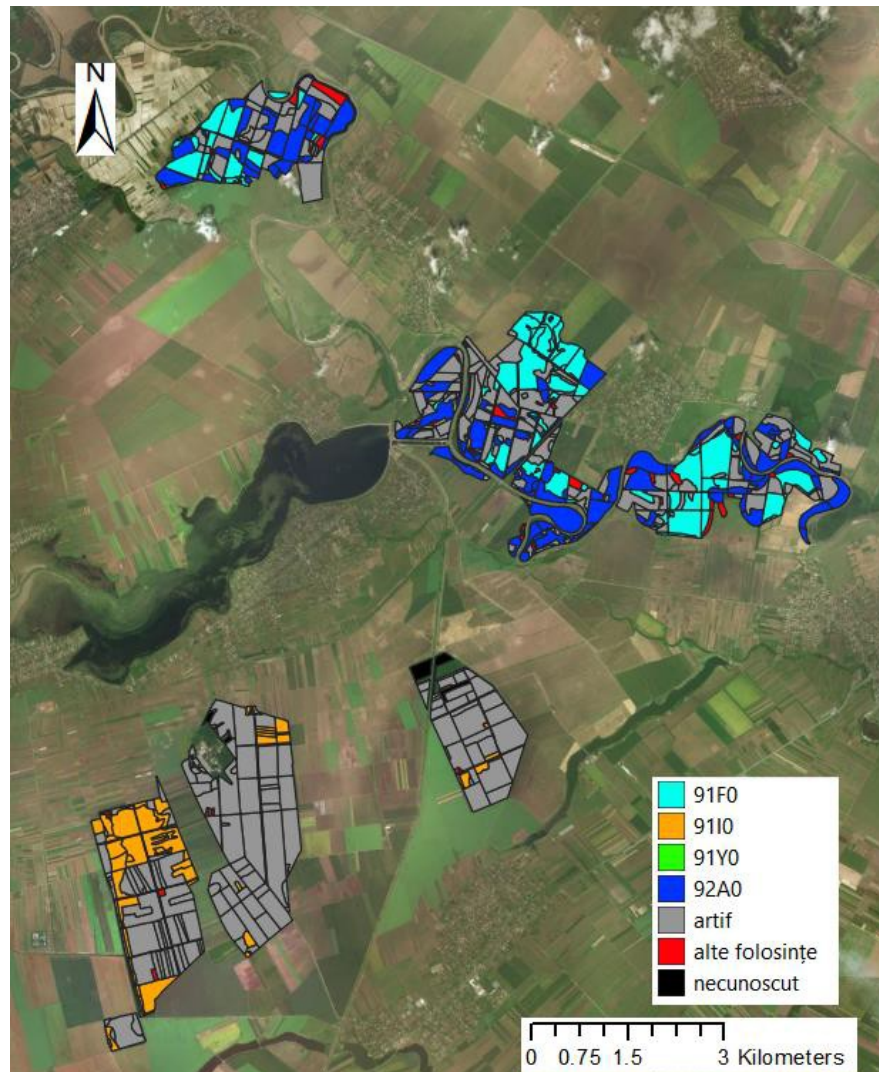 N
91F0
91I0
91Y0
92A0
artif
alte folosințe
necunoscut
0 0.75 1.5 3 Kilometers